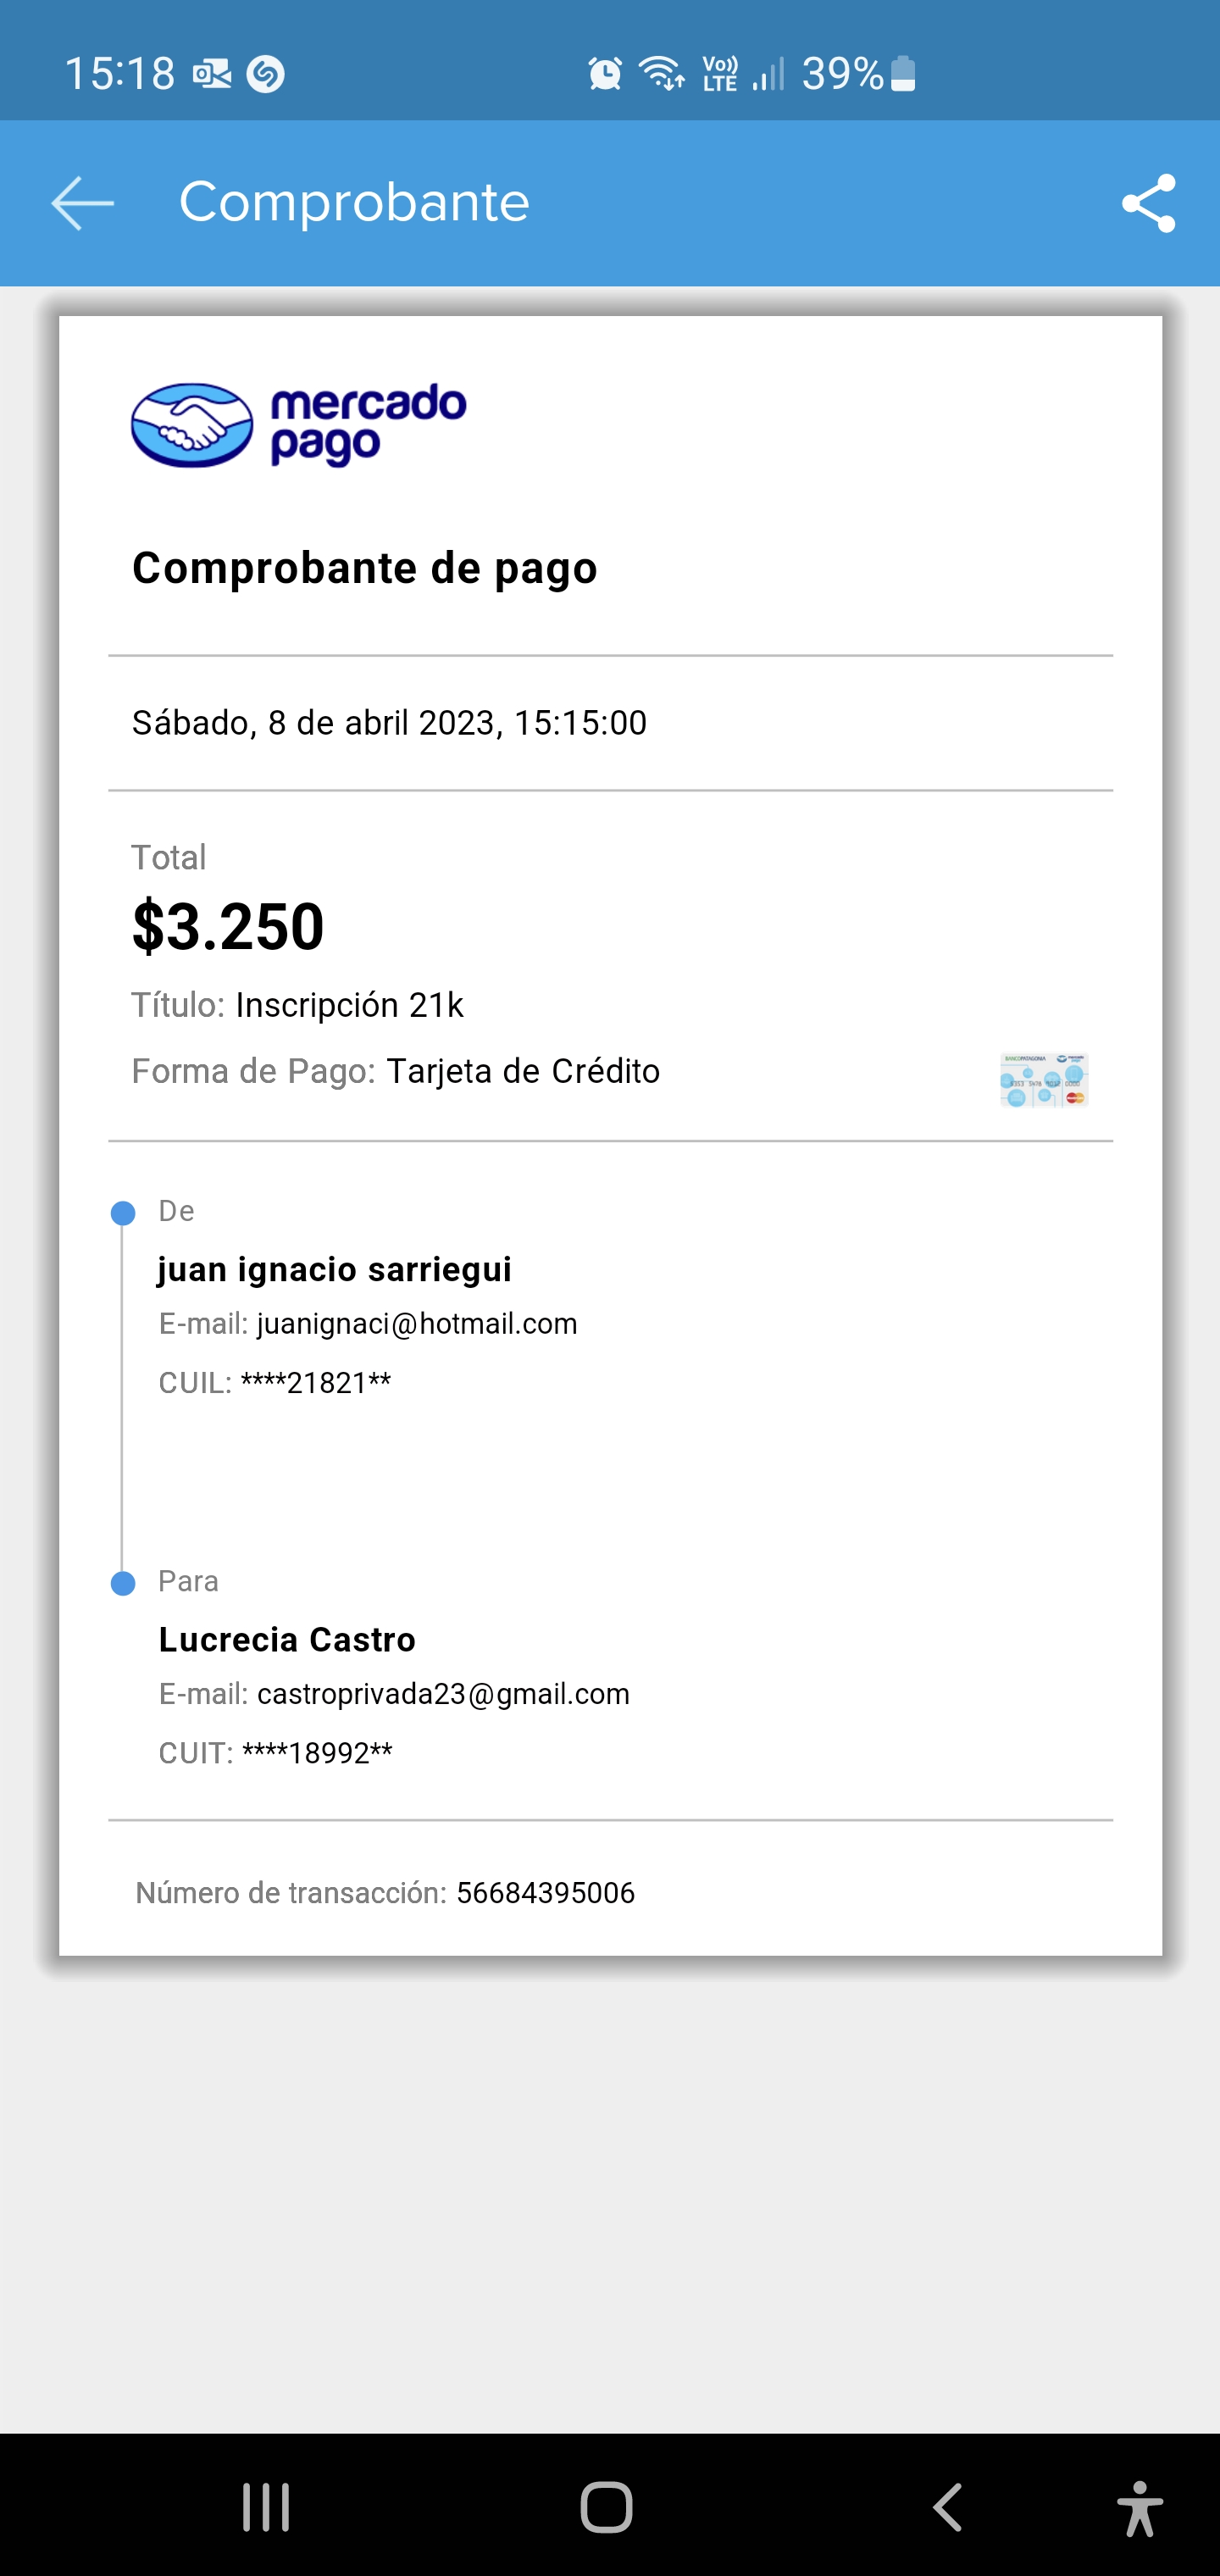 15:18 39%
Vo)) LTE
Comprobante
mercado
pago
Comprobante de pago
Sábado, 8 de abril 2023, 15:15:00
Total
$3.250
Título: Inscripción 21k
Forma de Pago: Tarjeta de Crédito
BANCOPATAGONIA
De
juan ignacio sarriegui
E-mail: juanignaci@hotmail.com
CUIL: ****21821**
Para
Lucrecia Castro
E-mail: castroprivada23@gmail.com
CUIT: ****18992**
Número de transacción: 56684395006